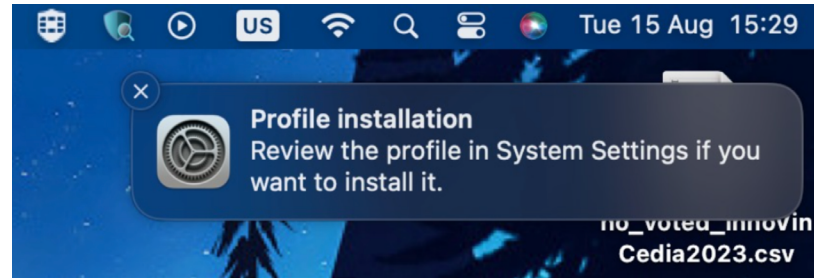 US
Tue 15 Aug 15:29
Profile installation
Review the profile in System Settings if you
want to install it.
no_voted_innovin
Cedia2023.csv